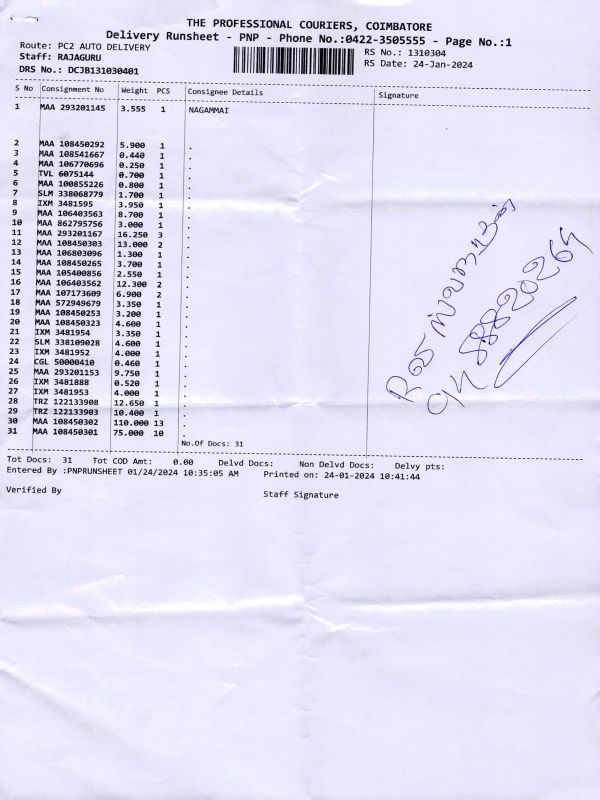 THE PROFESSIONAL COURIERS, COIMBATORE
Delivery Runsheet - PNP - Phone No.:0422-3505555 - Page No.:1
Route: PC2 AUTO DELIVERY RS No.: 1310304
Staff: RAJAGURU RS Date: 24-Jan-2024
DRS No.: DCJB131030401
S No Consignment No Weight PCS Consignee Details Signature
1 MAA 293201145 3.555 1 NAGAMMAI
2 MAA 108450292 5.900 1 .
3 MAA 108541667 0.440 1 .
4 MAA 106770696 0.250 1 .
5 TVL 6075144 0.700 1 .
6 MAA 100855226 0.800 1 .
7 SLM 338068779 1.700 1 .
8 IXM 3481595 3.950 1 .
9 MAA 106403563 8.700 1 .
10 MAA 862795756 3.000 1 .
11 MAA 293201167 16.250 3 .
12 MAA 108450303 13.000 2 .
13 MAA 106803096 1.300 1 .
14 MAA 108450265 3.700 1 .
15 MAA 105400856 2.550 1 .
16 MAA 106403562 12.300 2 .
17 MAA 107173609 6.900 2 .
18 MAA 572949679 3.350 1 .
19 MAA 108450253 3.200 1 .
20 MAA 108450323 4.600 1 .
21 IXM 3481954 3.350 1 .
22 SLM 338109028 4.600 1 .
23 IXM 3481952 4.000 1 .
24 CGL 50000410 0.460 1 .
25 MAA 293201153 9.750 1 .
26 IXM 3481888 0.520 1 .
27 IXM 3481953 4.000 1 .
28 TRZ 122133908 12.650 1 .
29 TRZ 122133903 10.400 1 .
30 MAA 108450302 110.000 13 .
31 MAA 108450301 75.000 10 .
No.Of Docs: 31
Tot Docs: 31 Tot COD Amt: 0.00 Delvd Docs: Non Delvd Docs: Delvy pts:
Entered By :PNPRUNSHEET 01/24/2024 10:35:05 AM Printed on: 24-01-2024 10:41:44
Verified By Staff Signature